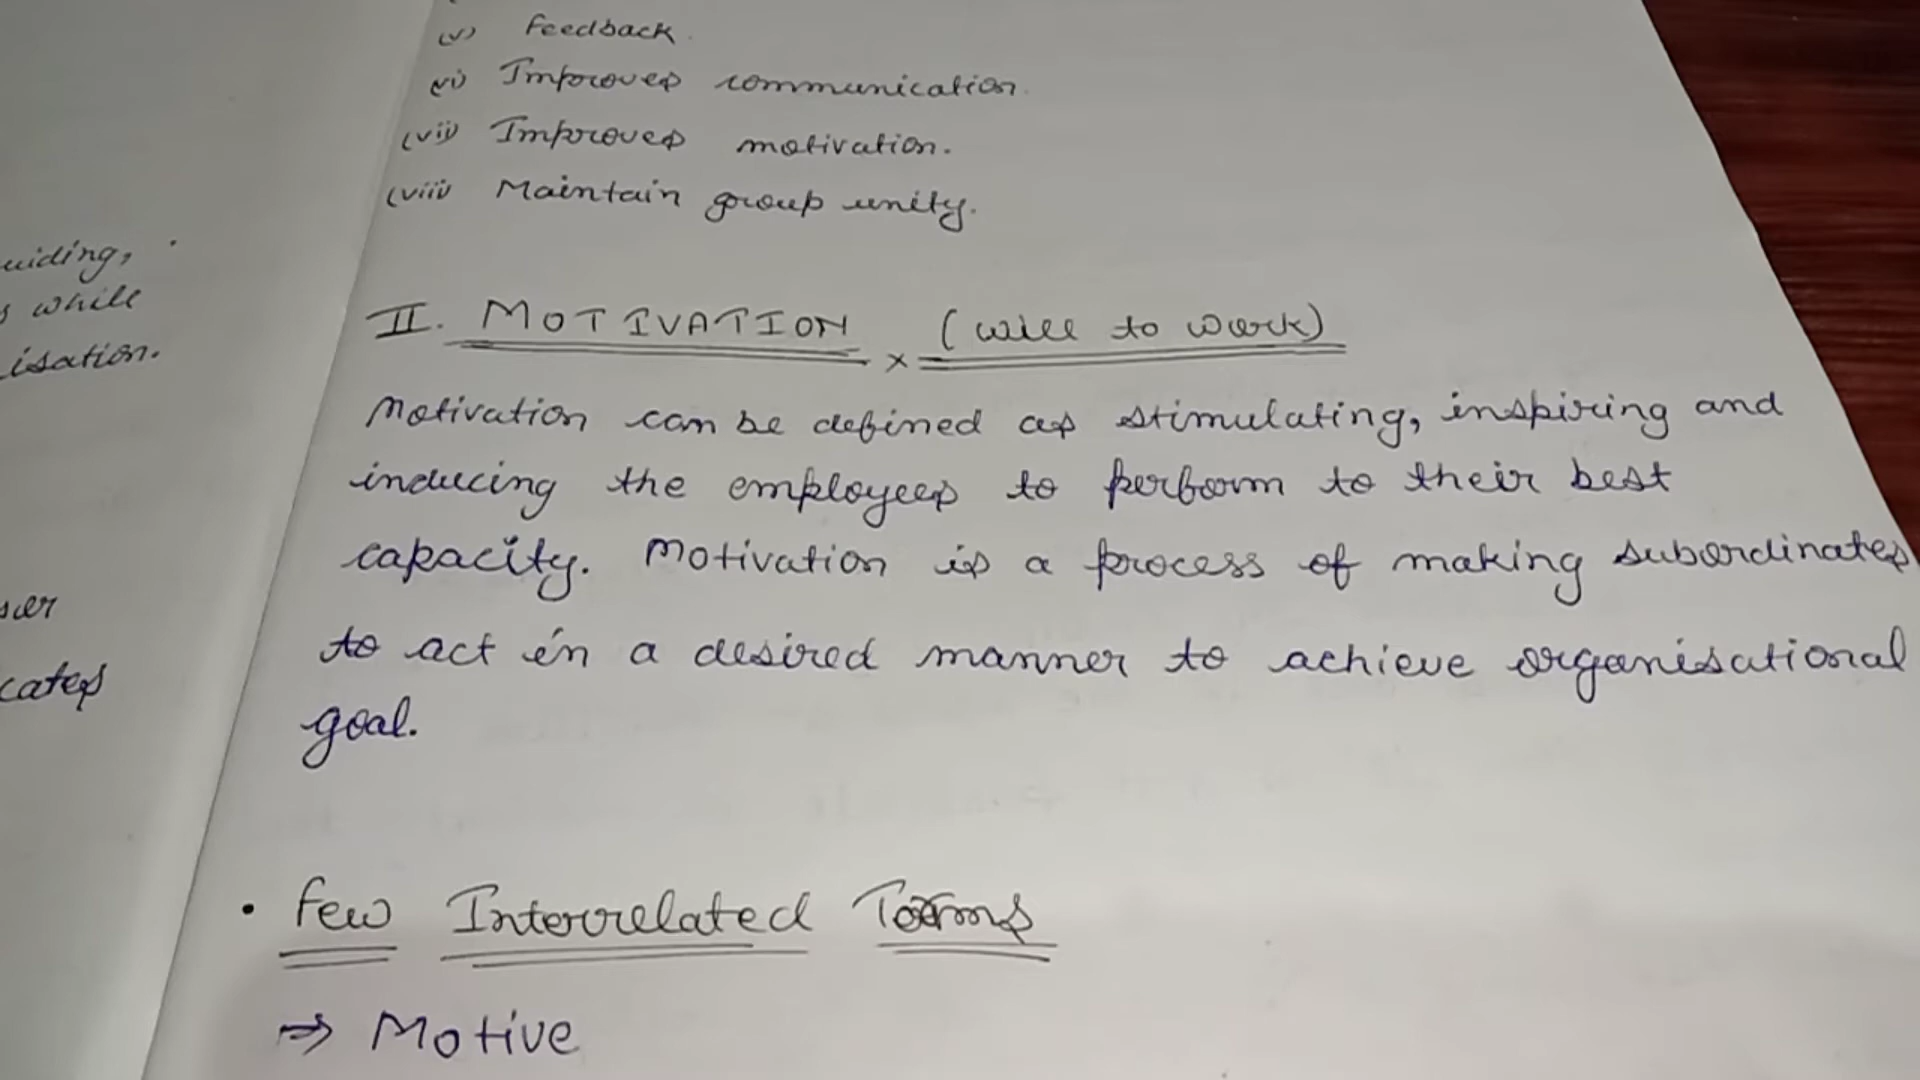 (v) Feedback.
(vi) Improves communication.
(vii) Improves motivation.
(viii) Maintain group unity.
while
isation.
II. MOTIVATION (will to work)
Motivation can be defined as stimulating, inspiring and
inducing the employees to perform to their best
capacity. Motivation is a process of making subordinates
to act in a desired manner to achieve organisational
goal.
• Few Interrelated Terms
⇒ Motive